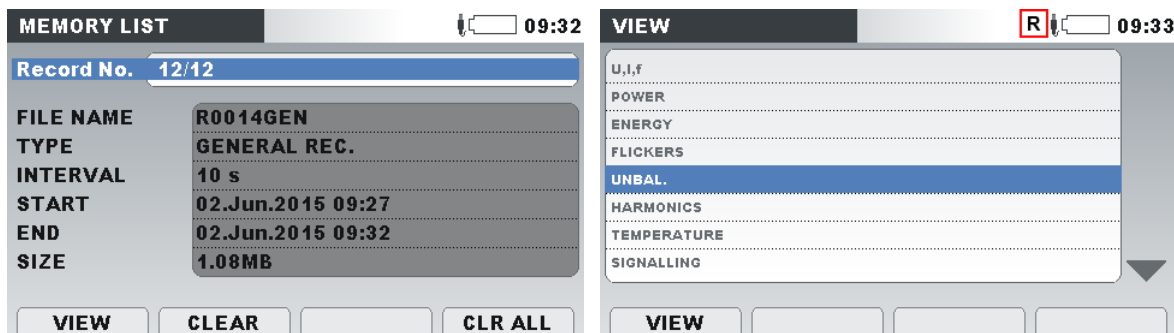 MEMORY LIST 09:32
Record No. 12/12
FILE NAME R0014GEN
TYPE GENERAL REC.
INTERVAL 10 s
START 02.Jun.2015 09:27
END 02.Jun.2015 09:32
SIZE 1.08MB
VIEW CLEAR CLR ALL
VIEW R 09:33
U,I,f
POWER
ENERGY
FLICKERS
UNBAL.
HARMONICS
TEMPERATURE
SIGNALLING
VIEW